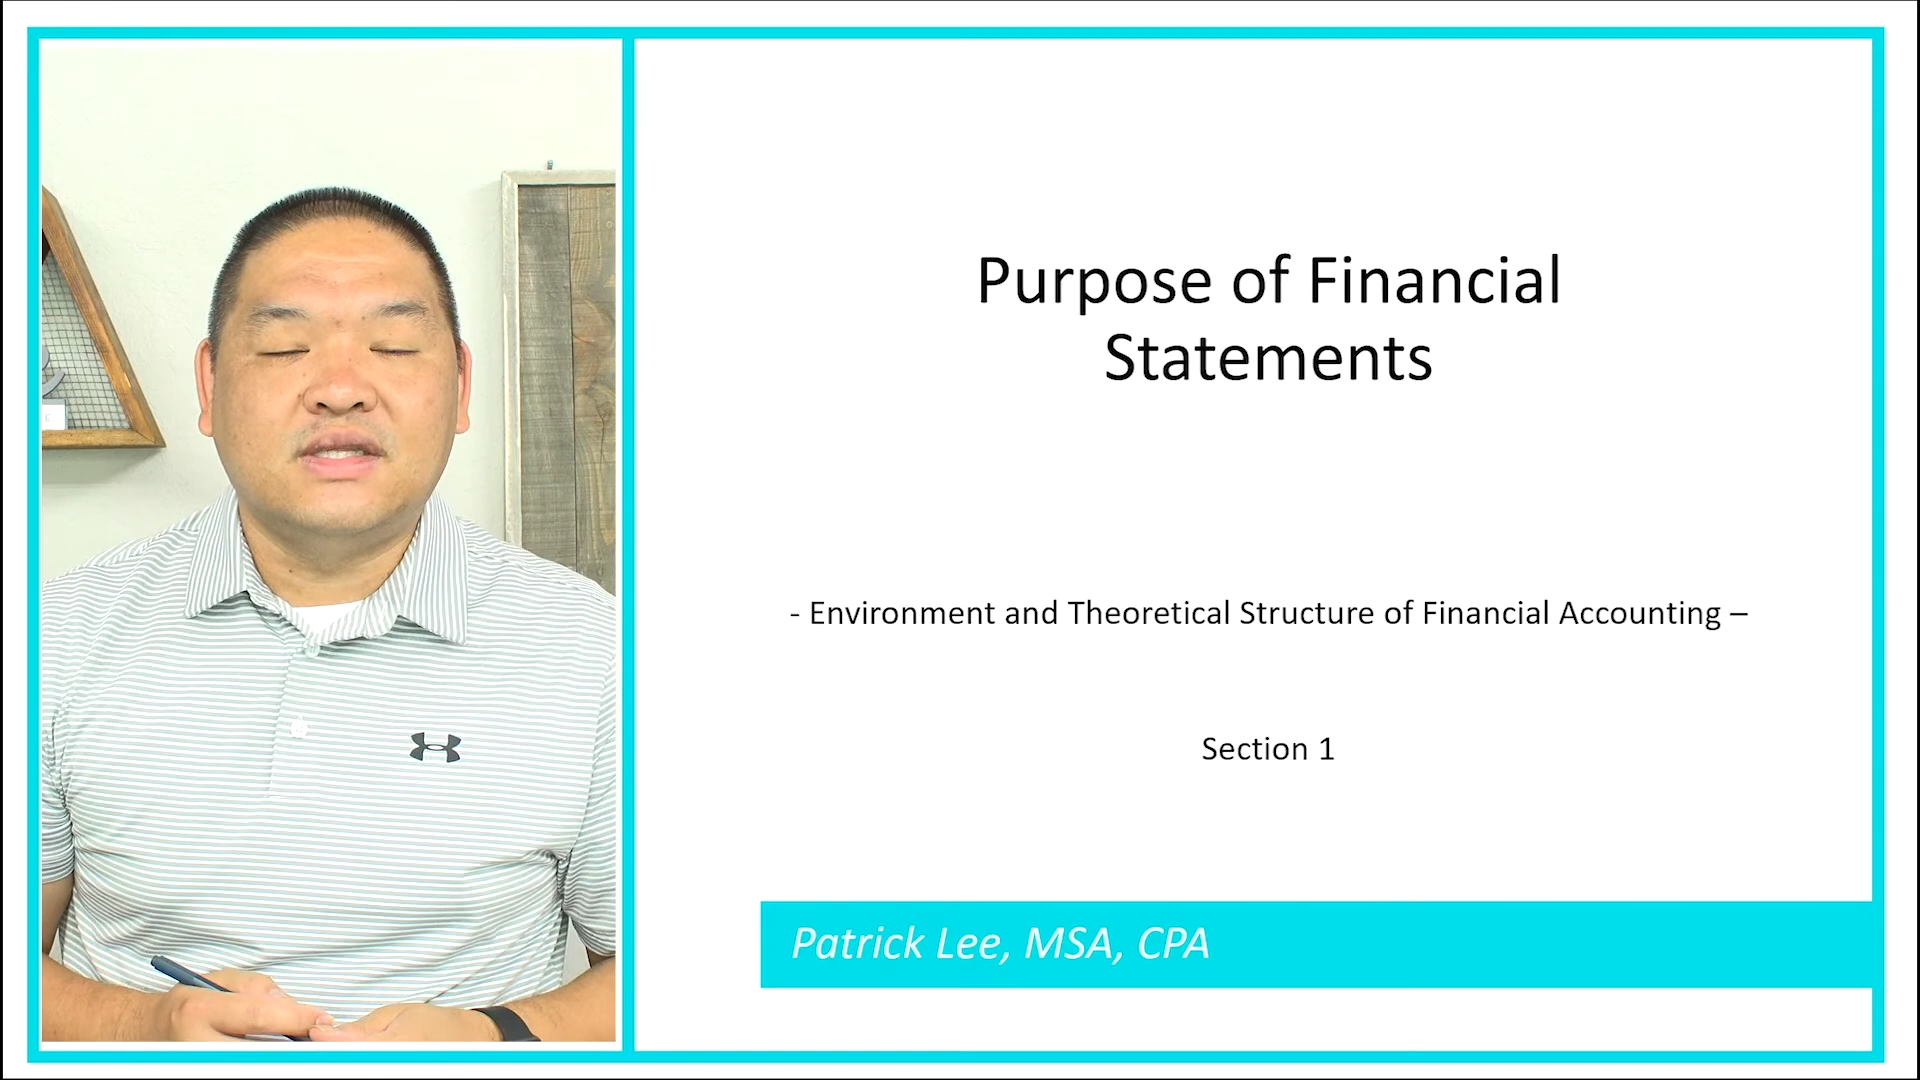 Purpose of Financial
Statements
- Environment and Theoretical Structure of Financial Accounting –
Section 1
Patrick Lee, MSA, CPA